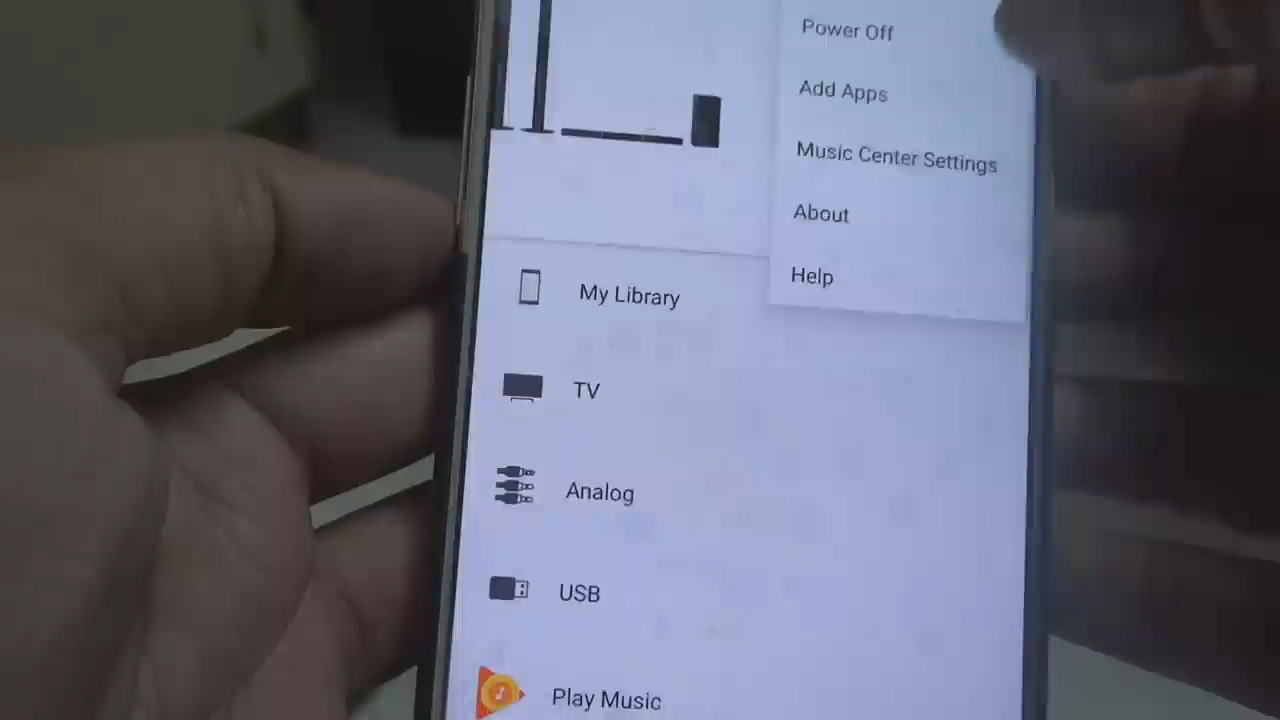 Power Off
Add Apps
Music Center Settings
About
Help
My Library
TV
Analog
USB
Play Music